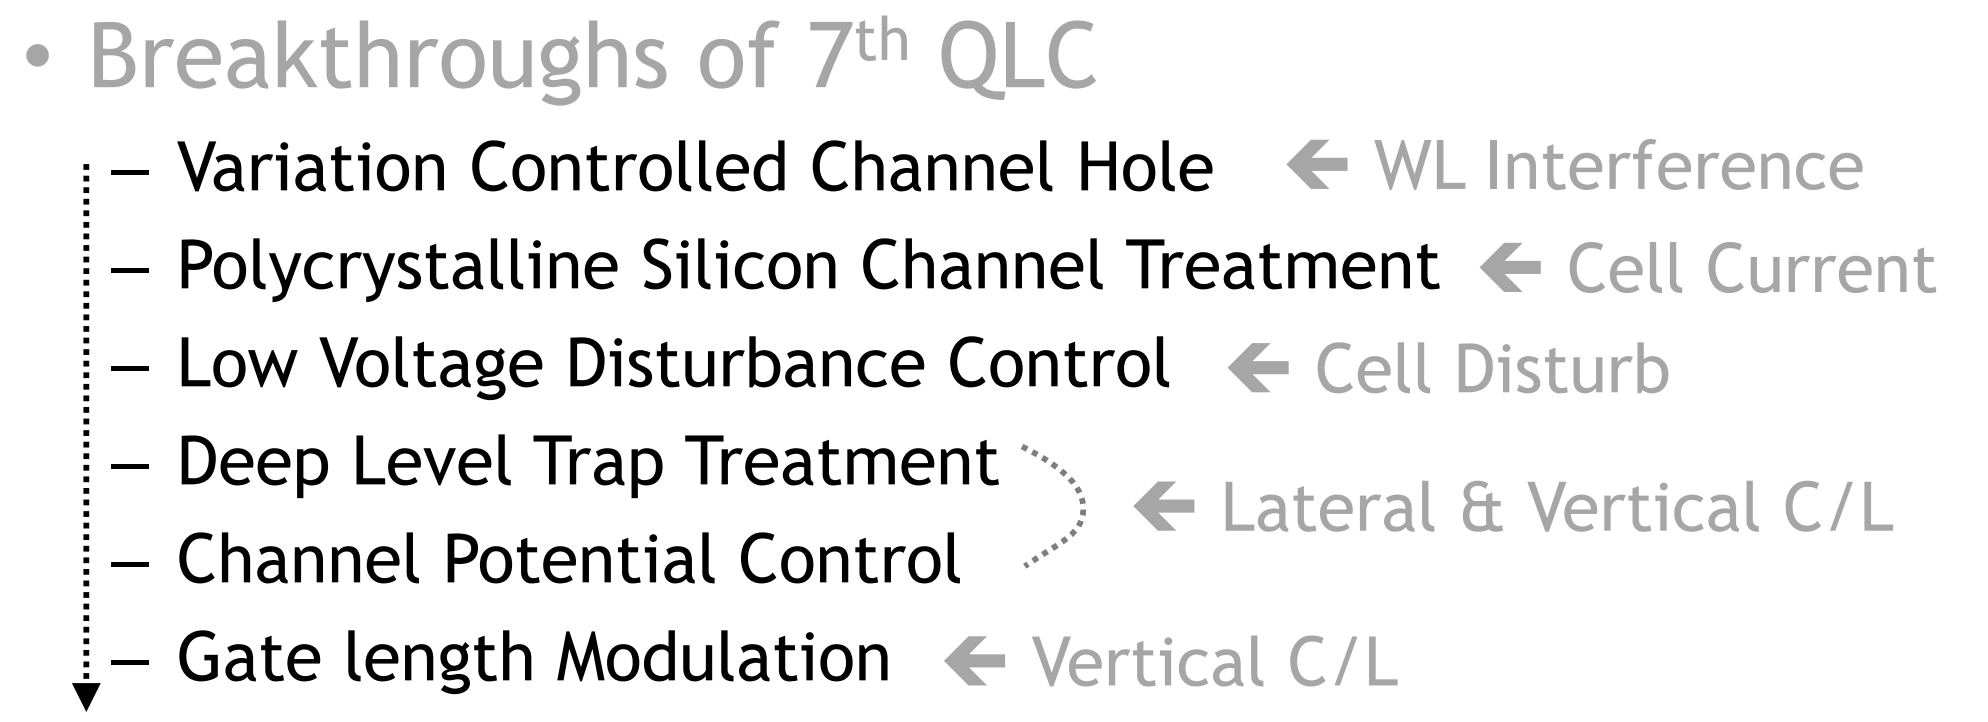 • Breakthroughs of 7th QLC
– Variation Controlled Channel Hole 🡰 WL Interference
– Polycrystalline Silicon Channel Treatment 🡰 Cell Current
– Low Voltage Disturbance Control 🡰 Cell Disturb
– Deep Level Trap Treatment
🡰 Lateral & Vertical C/L
– Channel Potential Control
– Gate length Modulation 🡰 Vertical C/L